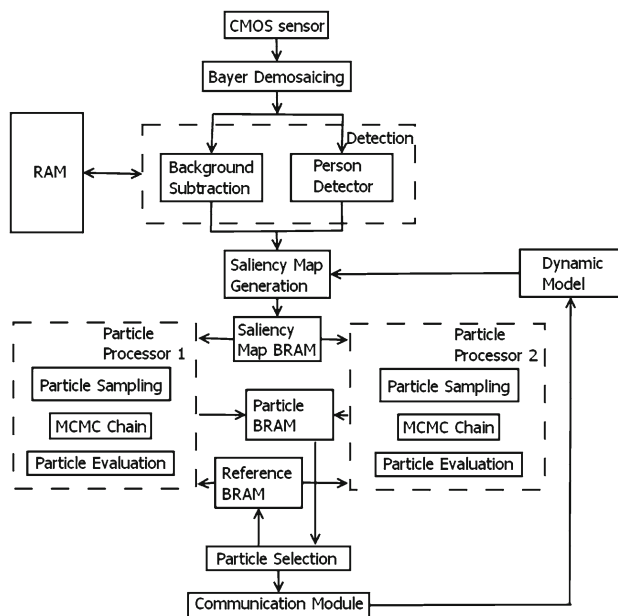 CMOS sensor
Bayer Demosaicing
Detection
RAM
Background
Subtraction
Person
Detector
Saliency Map
Generation
Dynamic
Model
Particle
Processor 1
Saliency
Map BRAM
Particle
Processor 2
Particle Sampling
MCMC Chain
Particle Evaluation
Particle
BRAM
Particle Sampling
MCMC Chain
Particle Evaluation
Reference
BRAM
Particle Selection
Communication Module